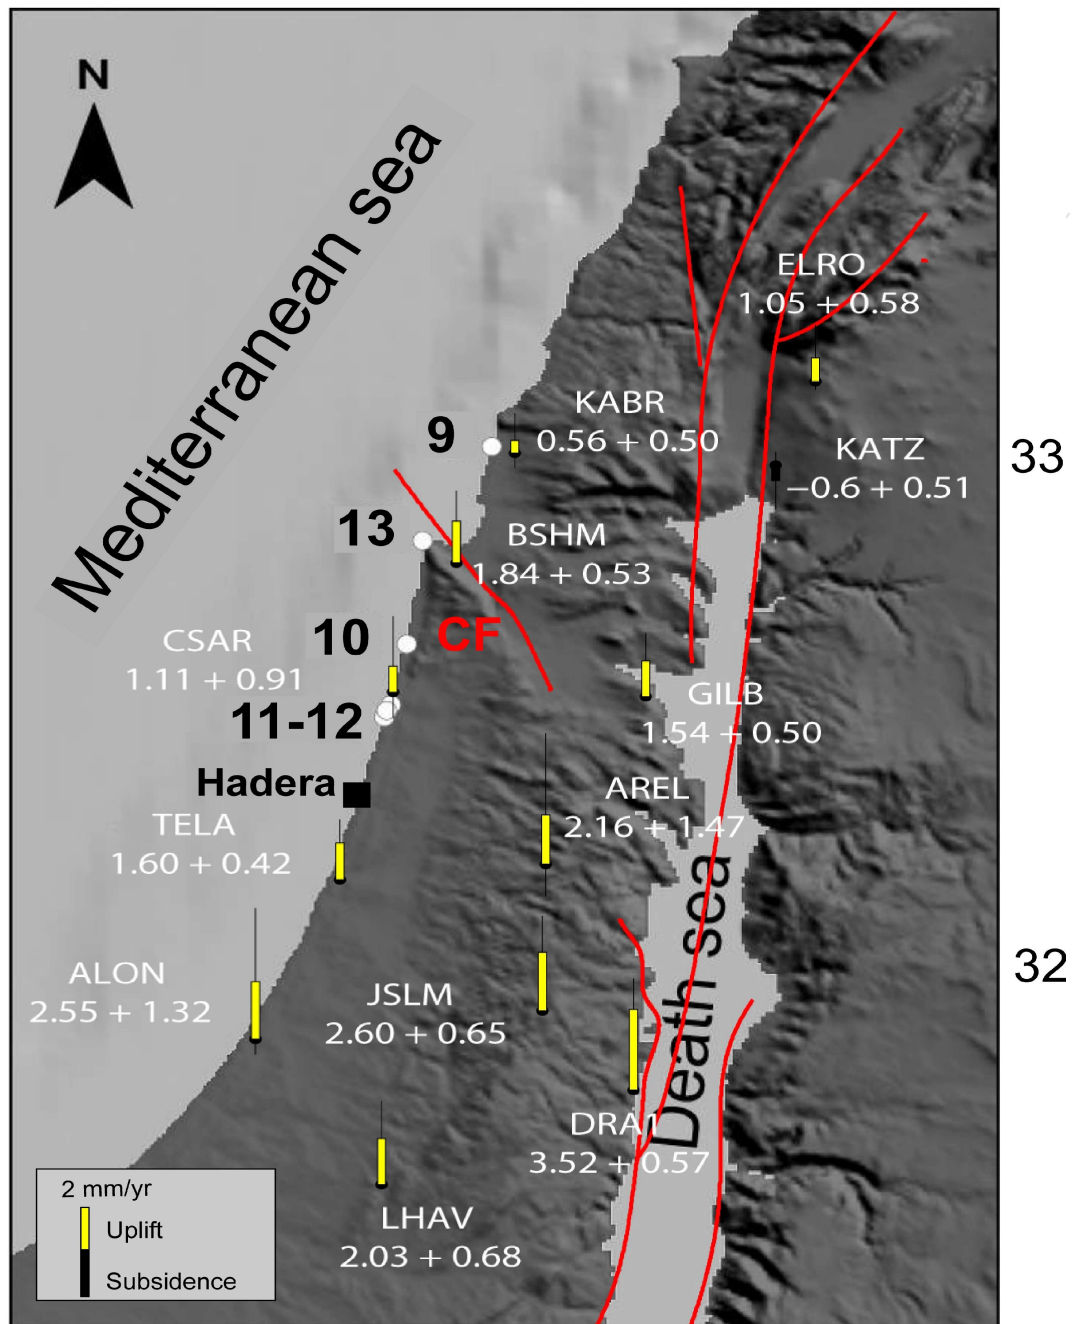 N
Mediterranean sea
ELRO
1.05 + 0.58
KABR
0.56 + 0.50
9
KATZ
−0.6 + 0.51
33
13
BSHM
1.84 + 0.53
10
CF
CSAR
1.11 + 0.91
11-12
GILB
1.54 + 0.50
Hadera
AREL
2.16 + 1.47
TELA
1.60 + 0.42
Death sea
32
ALON
2.55 + 1.32
JSLM
2.60 + 0.65
DRA1
3.52 + 0.57
LHAV
2.03 + 0.68
2 mm/yr
Uplift
Subsidence